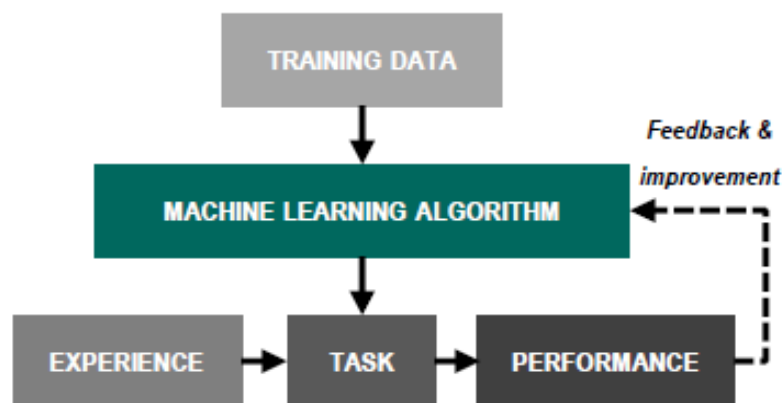 TRAINING DATA
Feedback &
improvement
MACHINE LEARNING ALGORITHM
EXPERIENCE
TASK
PERFORMANCE